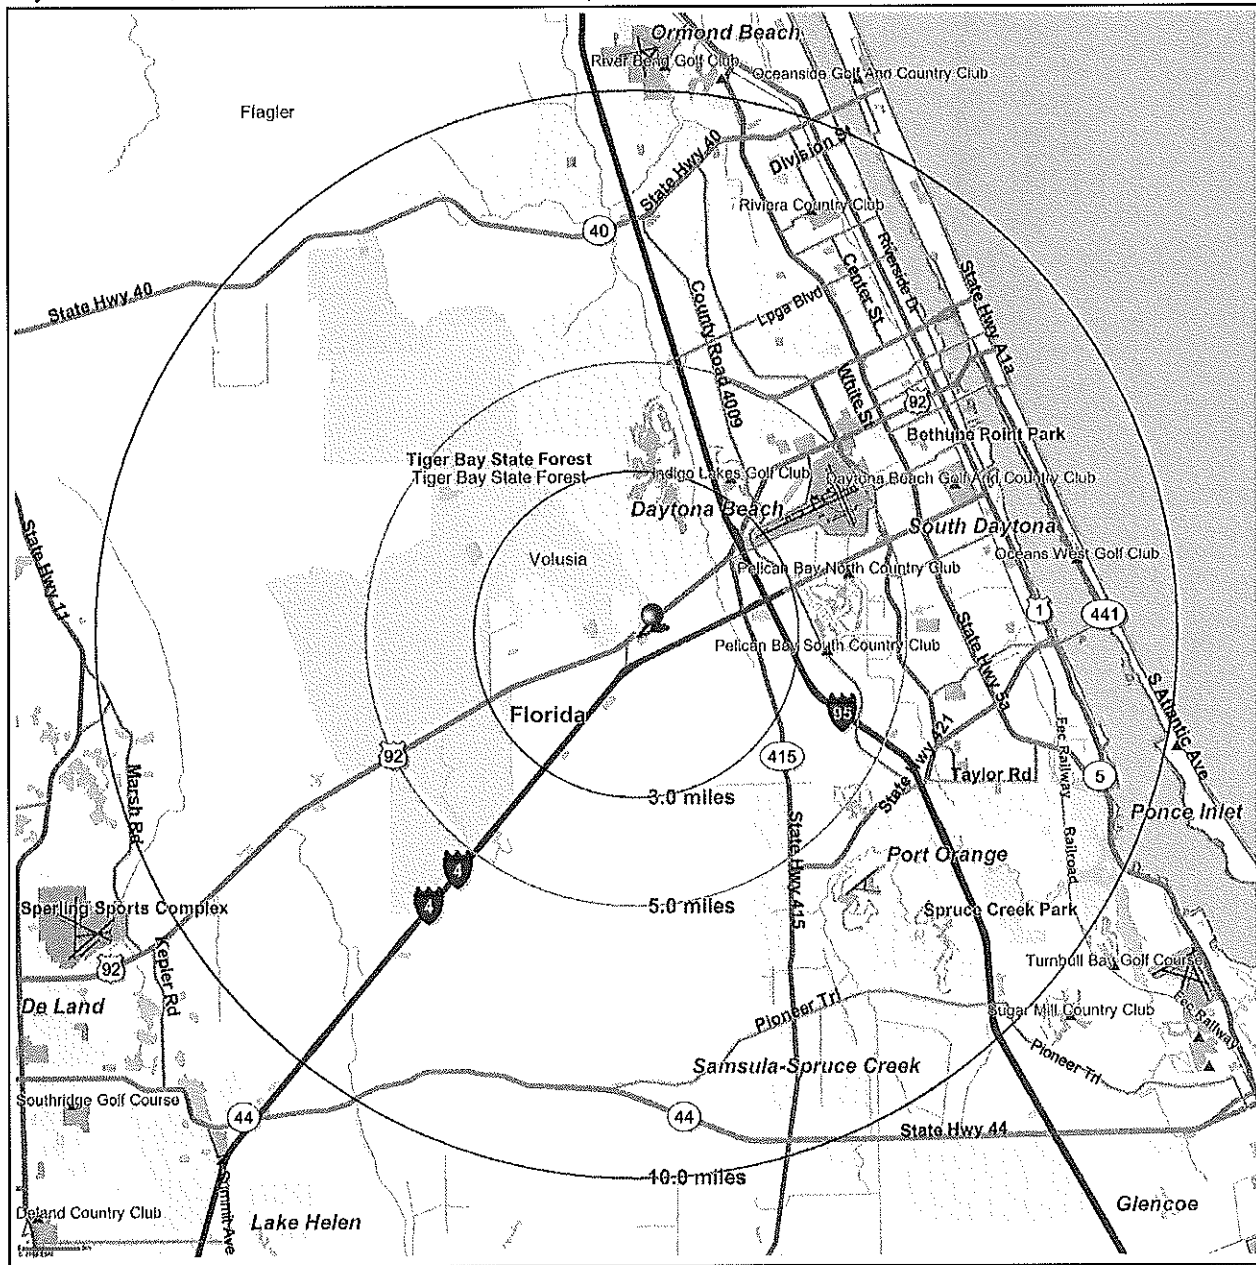 Ormond Beach
River Bend Golf Club
Oceanside Golf And Country Club
Flagler
Division St
State Hwy 40
Riviera Country Club
40
State Hwy 40
Riverside Dr
Center St
State Hwy A1a
County Road 4009
Lpga Blvd
White St
92
Bethune Point Park
Tiger Bay State Forest
Tiger Bay State Forest
Indigo Lakes Golf Club
Daytona Beach Golf And Country Club
Daytona Beach
South Daytona
State Hwy 11
Volusia
Oceans West Golf Club
Pelican Bay North Country Club
1
441
Pelican Bay South Country Club
State Hwy 5a
S Atlantic Ave
Florida
95
92
415
State Hwy 421
Fec Railway
Taylor Rd
5
Marsh Rd
3.0 miles
Ponce Inlet
State Hwy 415
Railroad
Port Orange
4
4
5.0 miles
Sperling Sports Complex
Spruce Creek Park
92
Kepler Rd
Turnbull Bay Golf Course
De Land
Pioneer Trl
Sugar Mill Country Club
Fec Railway
Pioneer Trl
Samsula-Spruce Creek
Southridge Golf Course
44
44
State Hwy 44
10.0 miles
Summit Ave
Deland Country Club
Lake Helen
Glencoe